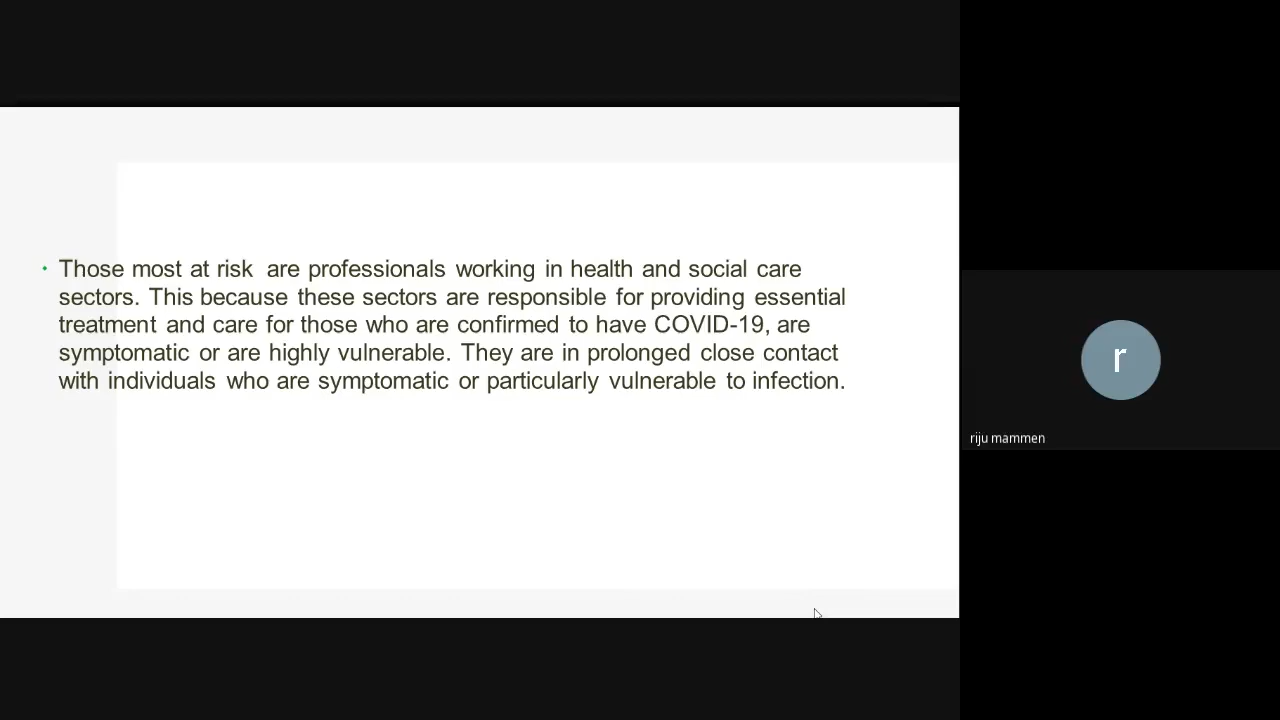 Those most at risk are professionals working in health and social care
sectors. This because these sectors are responsible for providing essential
treatment and care for those who are confirmed to have COVID-19, are
symptomatic or are highly vulnerable. They are in prolonged close contact
with individuals who are symptomatic or particularly vulnerable to infection.
r
riju mammen